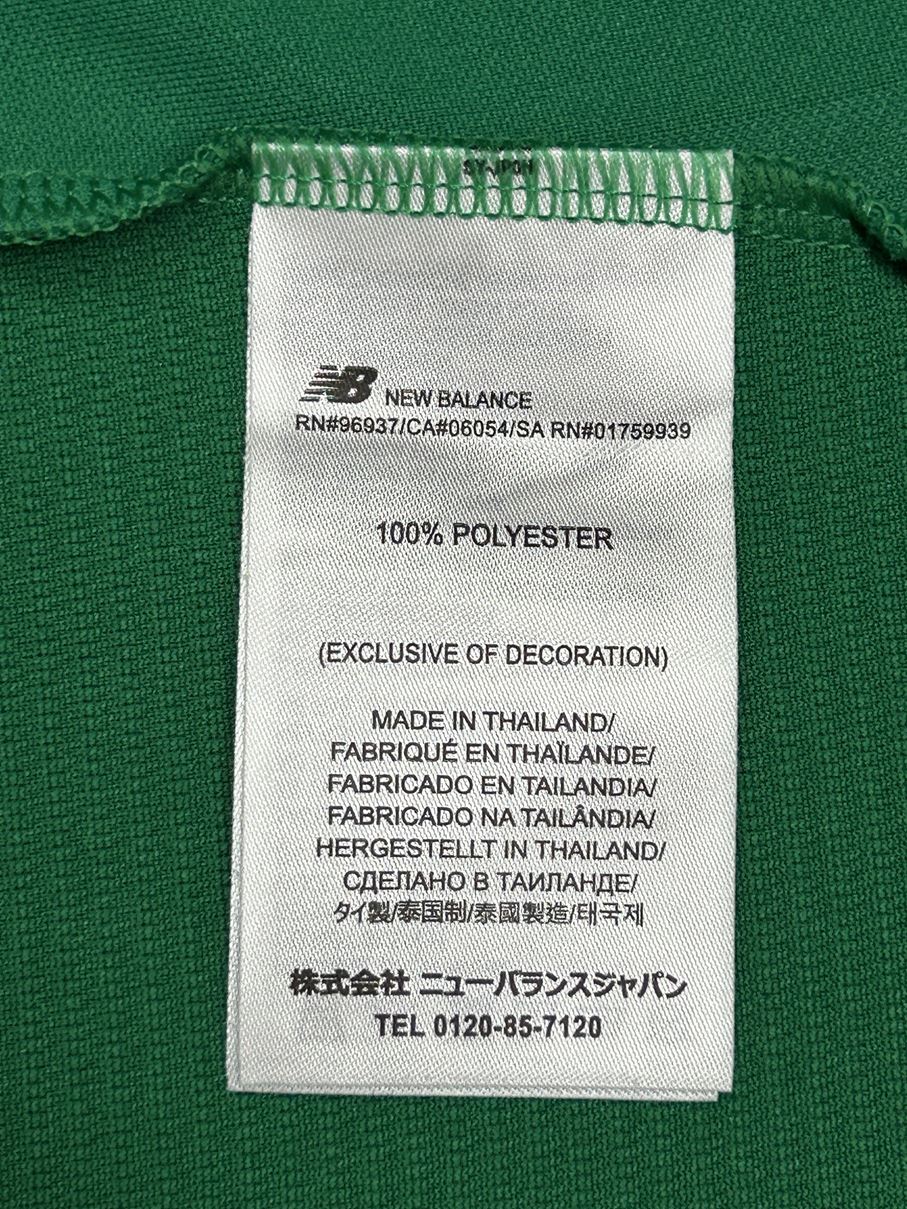 NB NEW BALANCE
RN#96937/CA#06054/SA RN#01759939
100% POLYESTER
(EXCLUSIVE OF DECORATION)
MADE IN THAILAND/
FABRIQUÉ EN THAÏLANDE/
FABRICADO EN TAILANDIA/
FABRICADO NA TAILÂNDIA/
HERGESTELLT IN THAILAND/
СДЕЛАНО В ТАИЛАНДЕ/
タイ製/泰国制/泰國製造/태국제
株式会社 ニューバランスジャパン
TEL 0120-85-7120